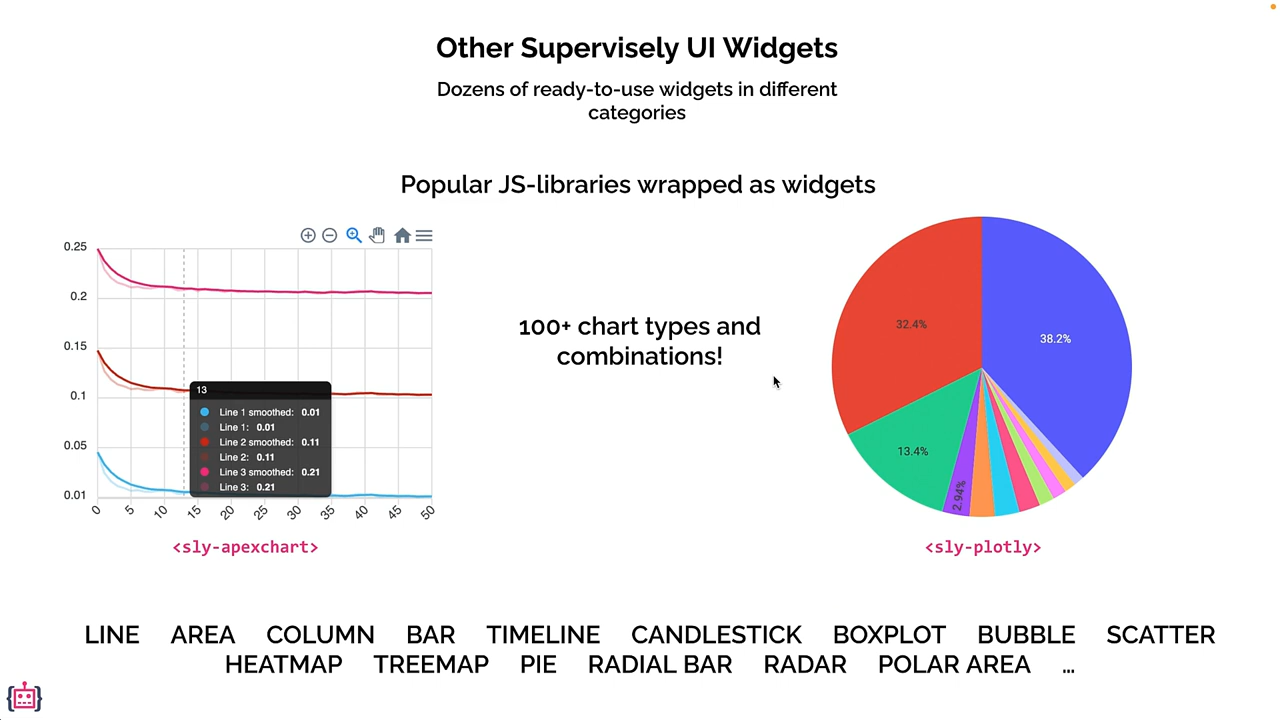 Other Supervisely UI Widgets
Dozens of ready-to-use widgets in different
categories
Popular JS-libraries wrapped as widgets
0.25
0.2
0.15
0.1
0.05
0.01
0
5
10
15
20
25
30
35
40
45
50
13
Line 1 smoothed: 0.01
Line 1: 0.01
Line 2 smoothed: 0.11
Line 2: 0.11
Line 3 smoothed: 0.21
Line 3: 0.21
<sly-apexchart>
100+ chart types and
combinations!
32.4%
38.2%
13.4%
2.94%
<sly-plotly>
LINE AREA COLUMN BAR TIMELINE CANDLESTICK BOXPLOT BUBBLE SCATTER
HEATMAP TREEMAP PIE RADIAL BAR RADAR POLAR AREA ...